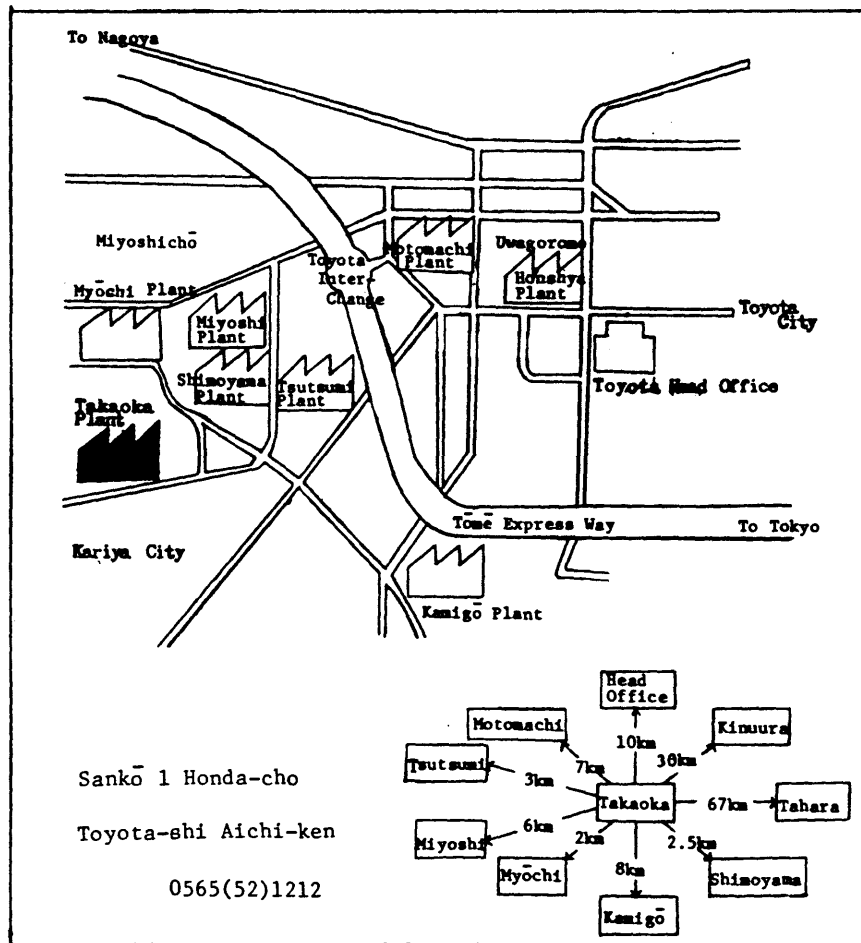 To Nagoya
Miyoshichō
Motomachi
Plant
Uwagorome
Honshya
Plant
Toyota
Inter-
Change
Myōchi Plant
Miyoshi
Plant
Toyota
City
Shimoyama
Plant
Tsutsumi
Plant
Toyota Head Office
Takaoka
Plant
Kariya City
Tōmē Express Way
To Tokyo
Kamigō Plant
Head
Office
Motomachi
Kinuura
10km
Tsutsumi
7km
30km
3km
Takaoka
67km
Tahara
6km
Miyoshi
2km
2.5km
Myōchi
8km
Shimoyama
Kamigō
Sankō 1 Honda-cho
Toyota-shi Aichi-ken
0565(52)1212